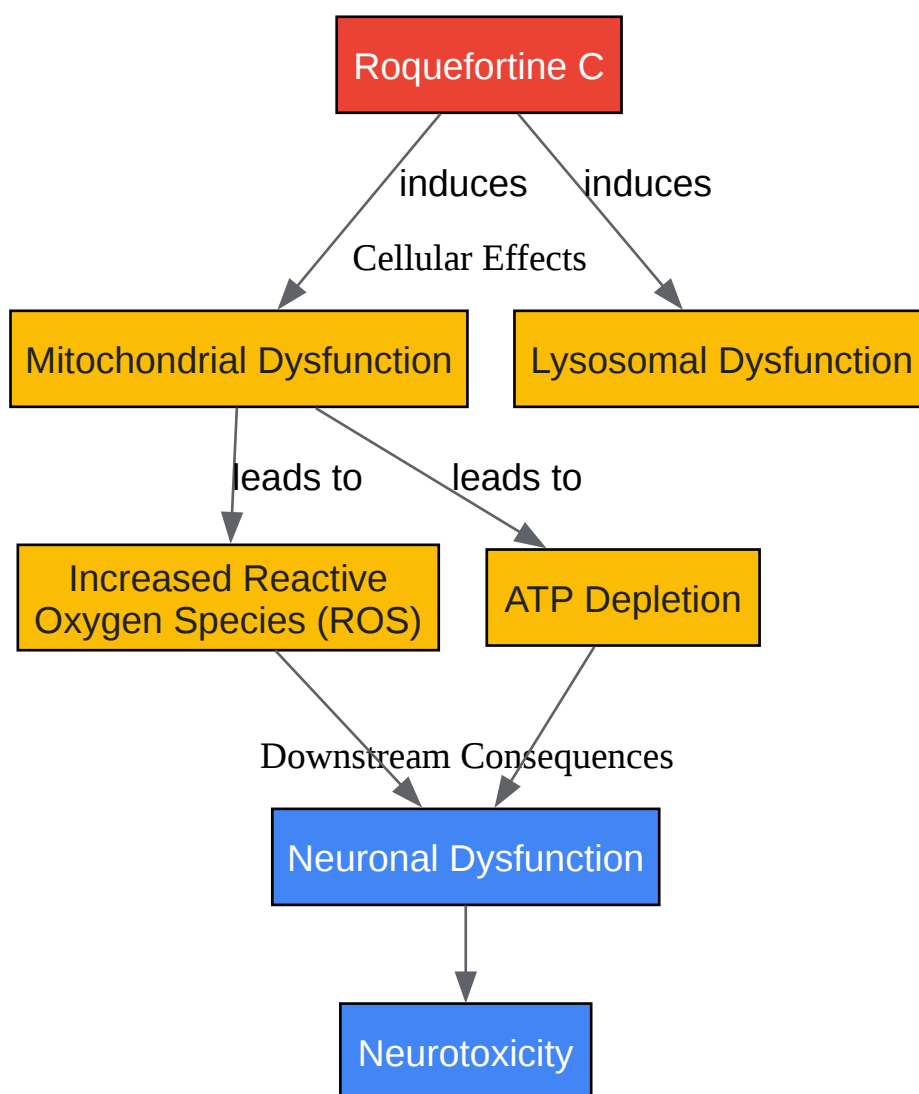 Roquefortine C
induces
induces
Cellular Effects
Mitochondrial Dysfunction
Lysosomal Dysfunction
leads to
leads to
Increased Reactive
Oxygen Species (ROS)
ATP Depletion
Downstream Consequences
Neuronal Dysfunction
Neurotoxicity